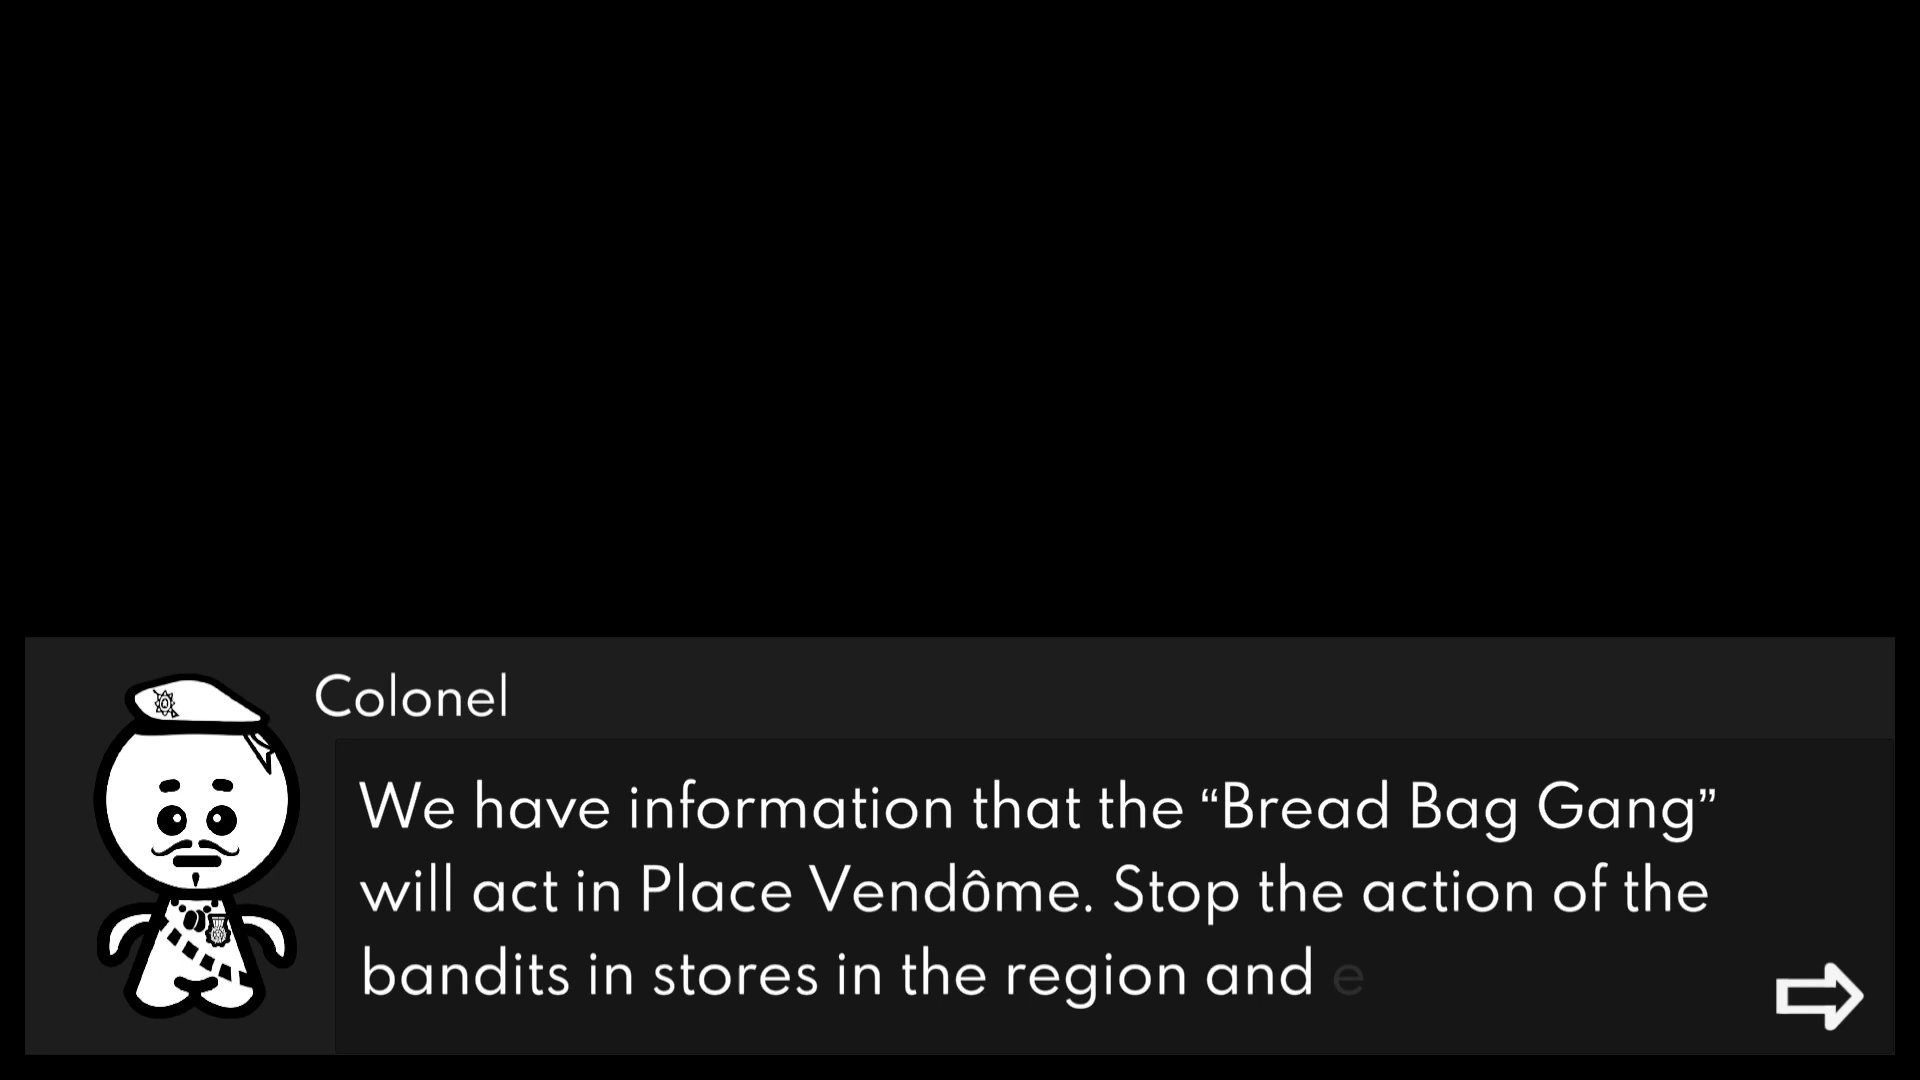 Colonel
We have information that the “Bread Bag Gang”
will act in Place Vendôme. Stop the action of the
bandits in stores in the region and e